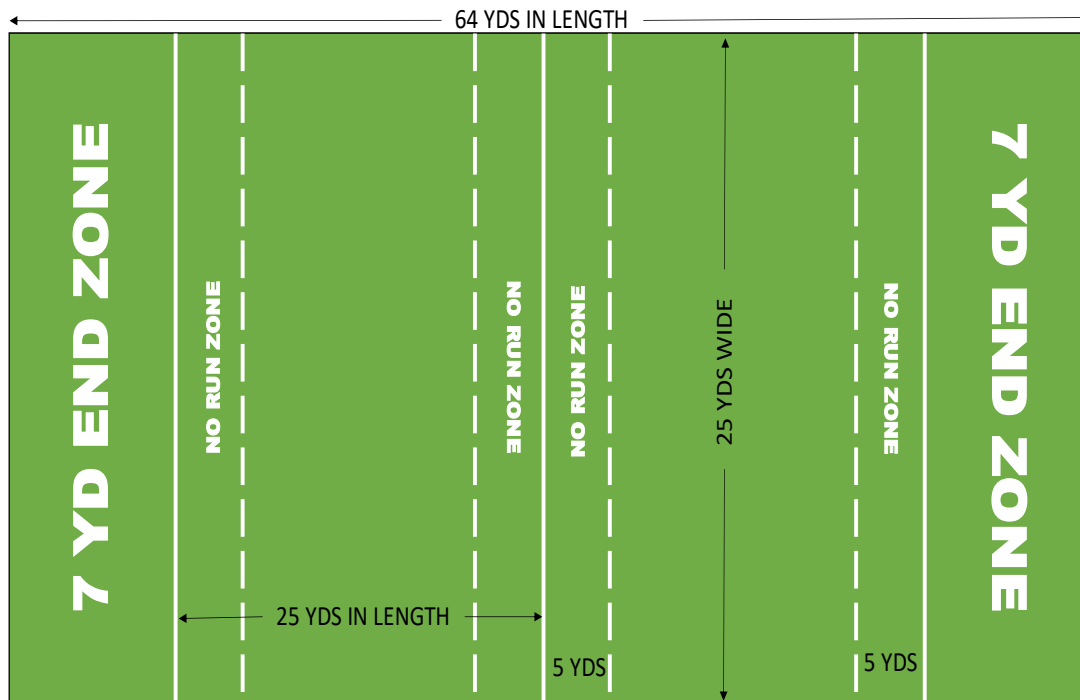 64 YDS IN LENGTH
7 YD END ZONE
NO RUN ZONE
NO RUN ZONE
NO RUN ZONE
25 YDS WIDE
NO RUN ZONE
7 YD END ZONE
25 YDS IN LENGTH
5 YDS
5 YDS